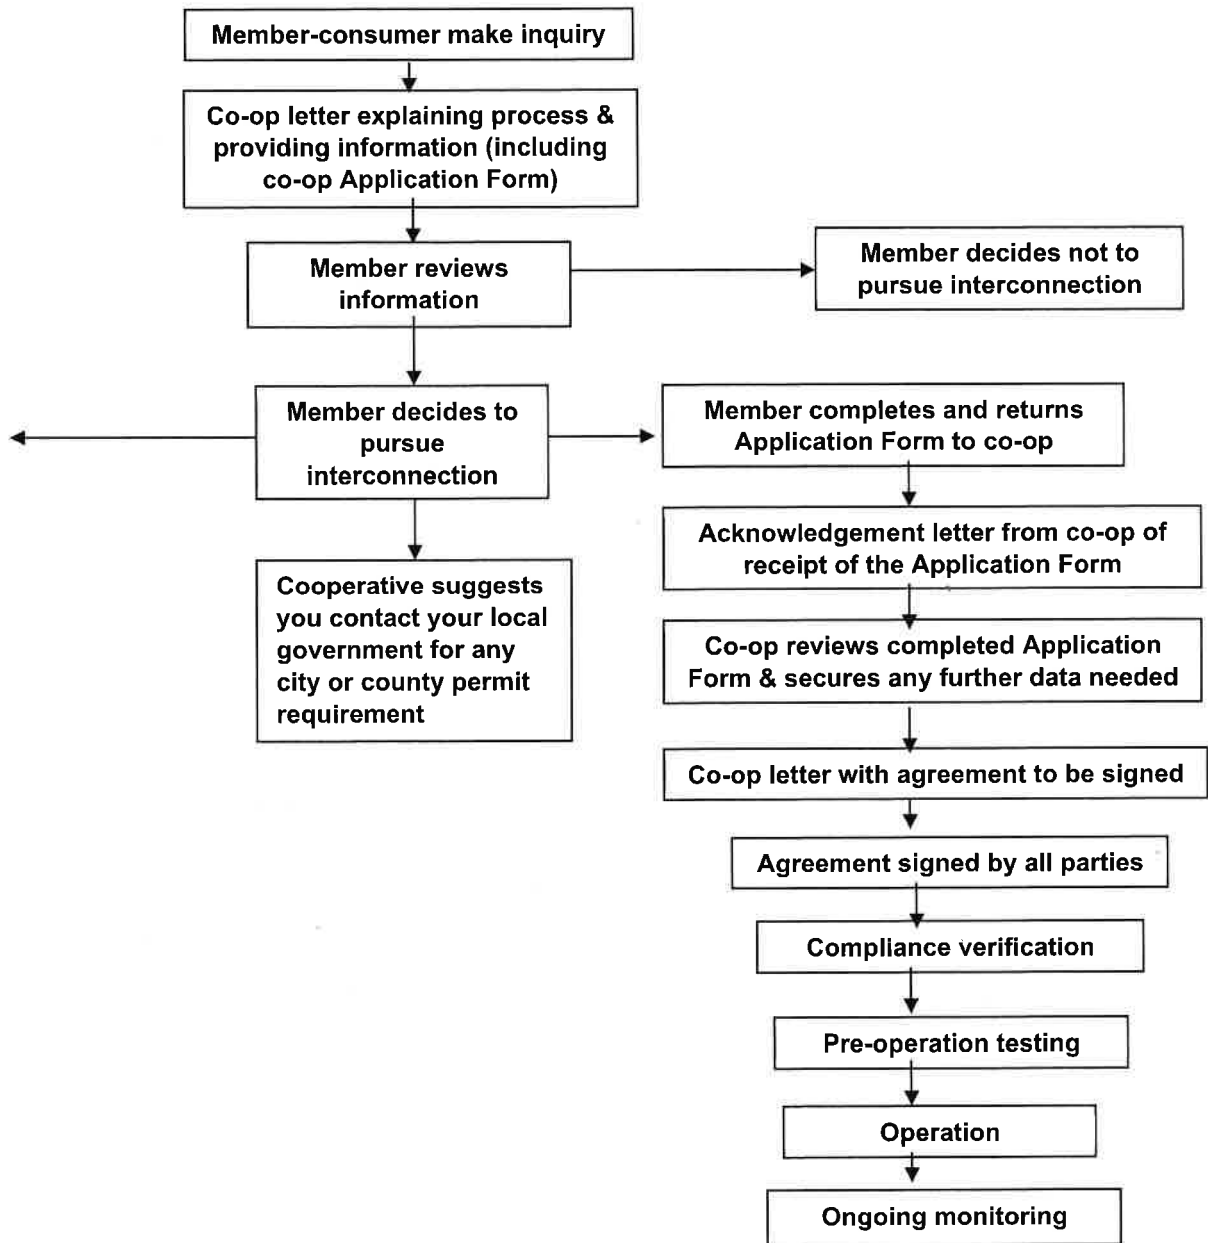 Member-consumer make inquiry
Co-op letter explaining process &
providing information (including
co-op Application Form)
Member reviews
information
Member decides not to
pursue interconnection
Member decides to
pursue
interconnection
Member completes and returns
Application Form to co-op
Cooperative suggests
you contact your local
government for any
city or county permit
requirement
Acknowledgement letter from co-op of
receipt of the Application Form
Co-op reviews completed Application
Form & secures any further data needed
Co-op letter with agreement to be signed
Agreement signed by all parties
Compliance verification
Pre-operation testing
Operation
Ongoing monitoring